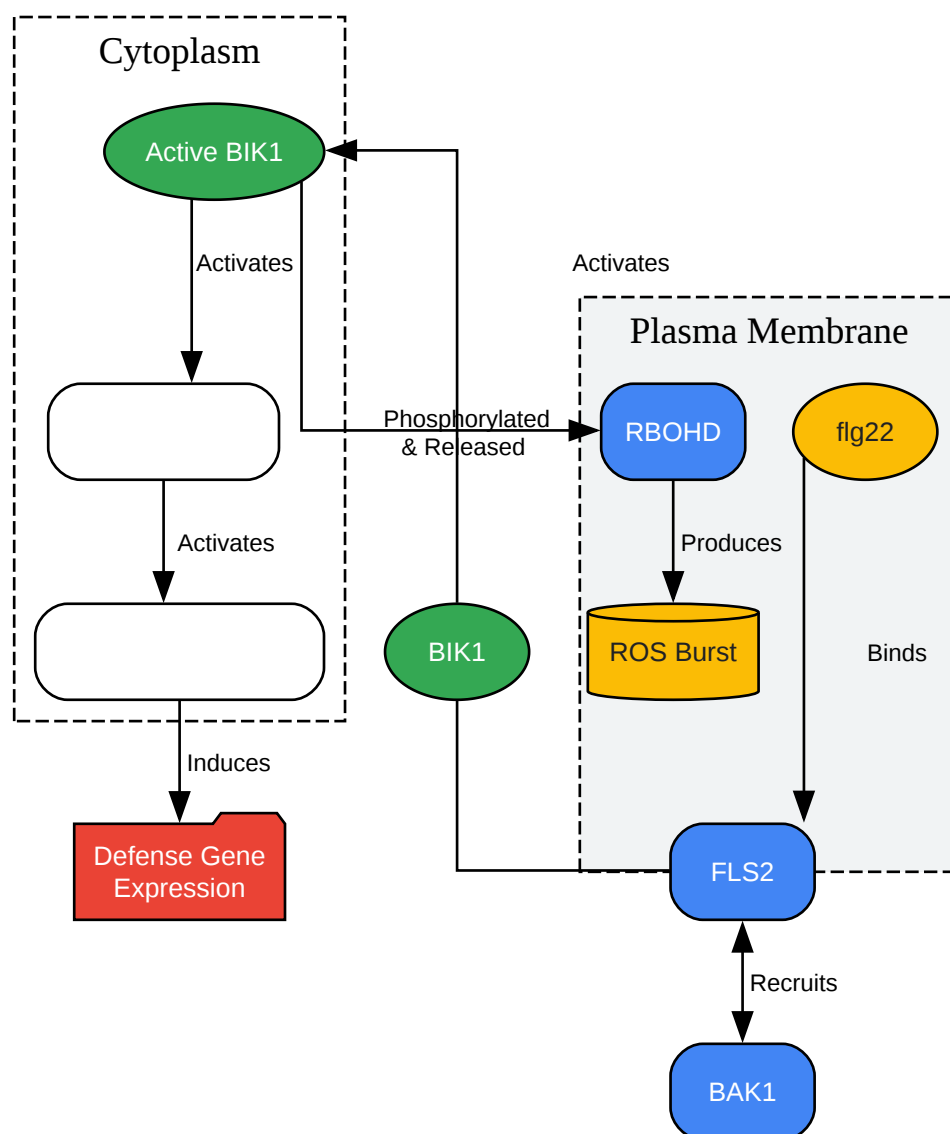 Cytoplasm
Active BIK1
Activates
Activates
Plasma Membrane
Phosphorylated
& Released
RBOHD
flg22
Activates
Produces
BIK1
ROS Burst
Binds
Induces
Defense Gene
Expression
FLS2
Recruits
BAK1